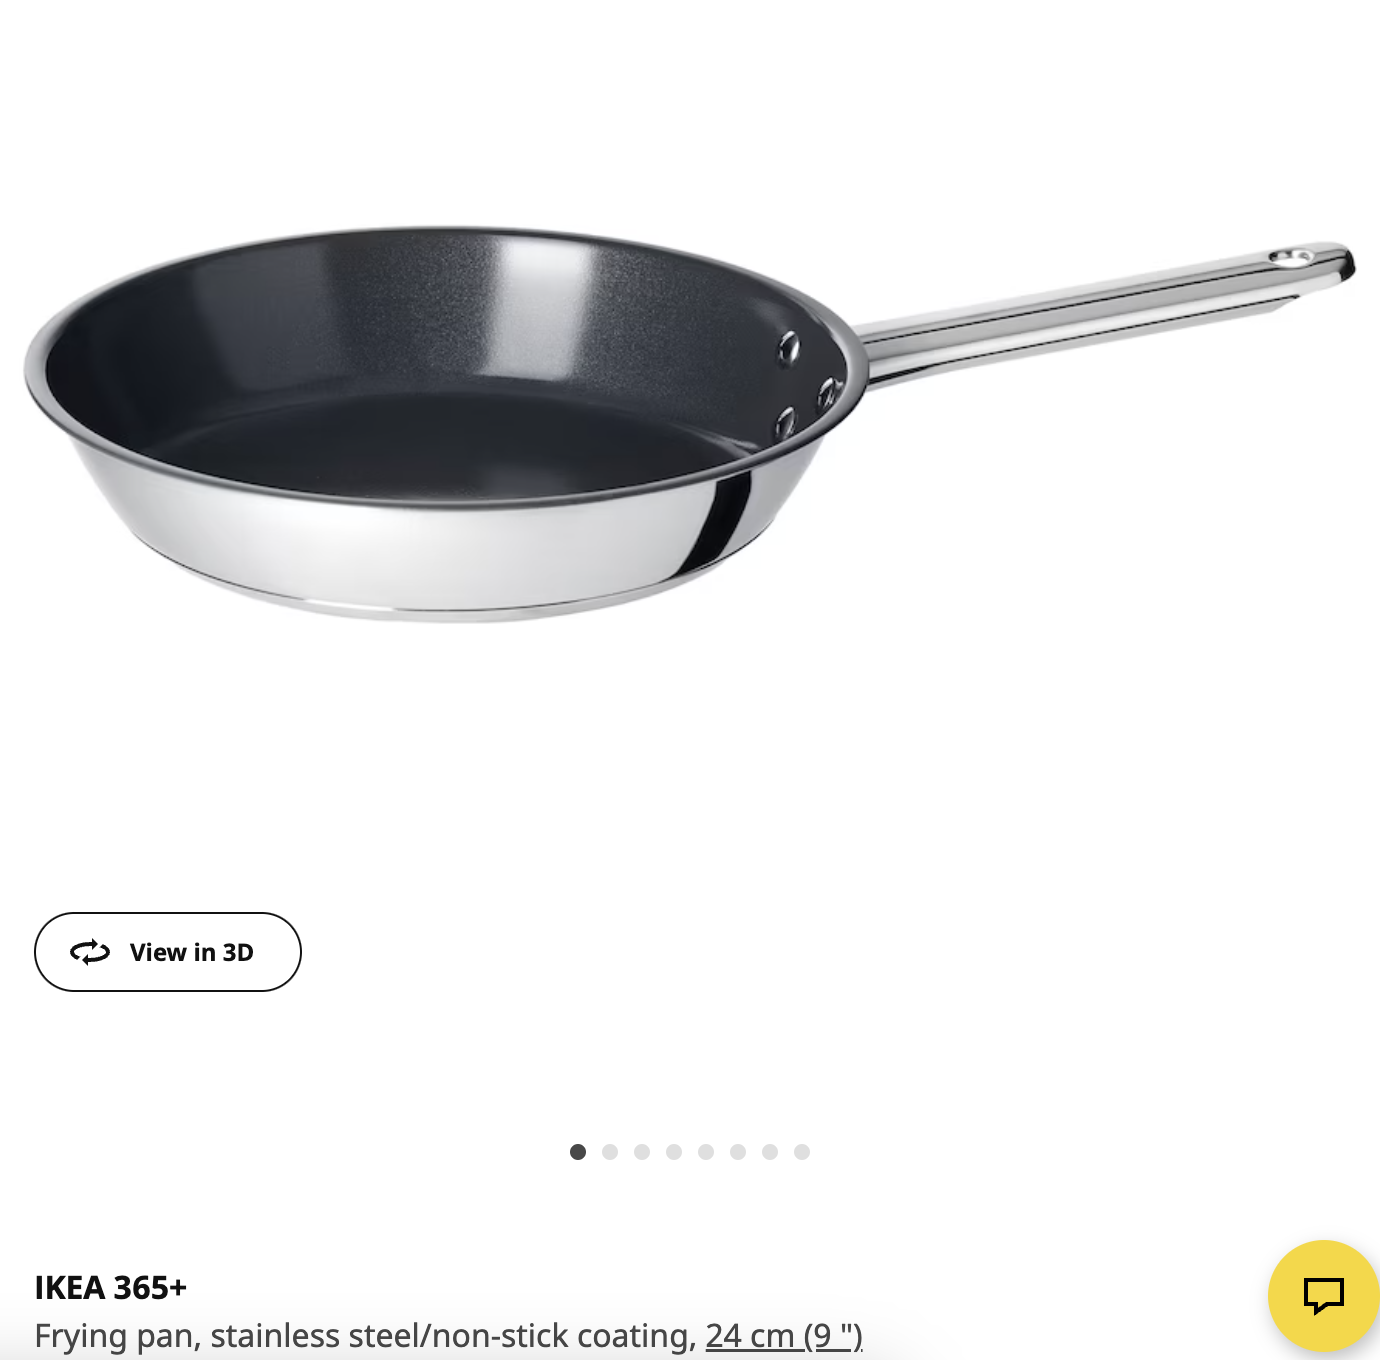 View in 3D
IKEA 365+
Frying pan, stainless steel/non-stick coating, 24 cm (9 ")